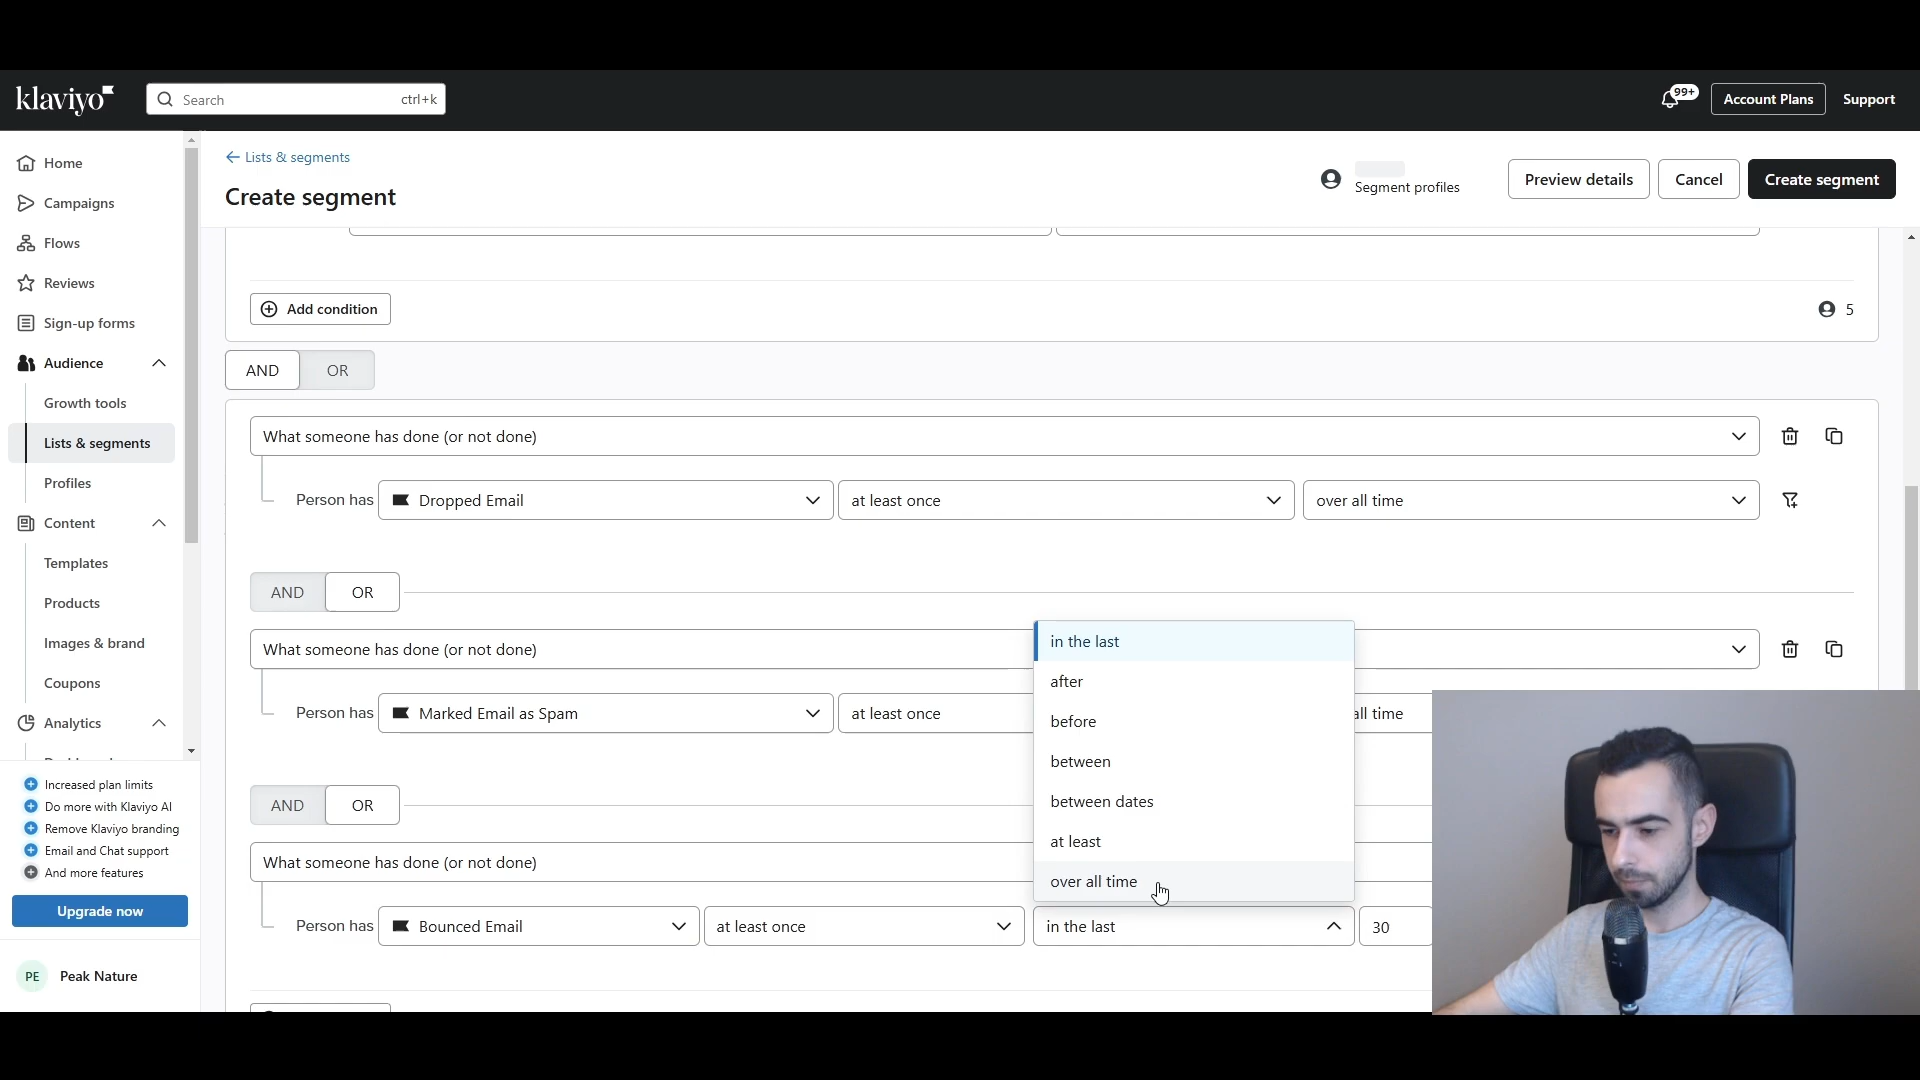 klaviyo
Search
ctrl+k
99+
Account Plans
Support
Home
Campaigns
Flows
Reviews
Sign-up forms
Audience
Growth tools
Lists & segments
Profiles
Content
Templates
Products
Images & brand
Coupons
Analytics
Increased plan limits
Do more with Klaviyo AI
Remove Klaviyo branding
Email and Chat support
And more features
Upgrade now
PE
Peak Nature
Lists & segments
Create segment
Segment profiles
Preview details
Cancel
Create segment
Add condition
5
AND OR
What someone has done (or not done)
Person has Dropped Email at least once over all time
AND OR
What someone has done (or not done)
Person has Marked Email as Spam at least once all time
AND OR
What someone has done (or not done)
Person has Bounced Email at least once in the last 30
in the last
after
before
between
between dates
at least
over all time